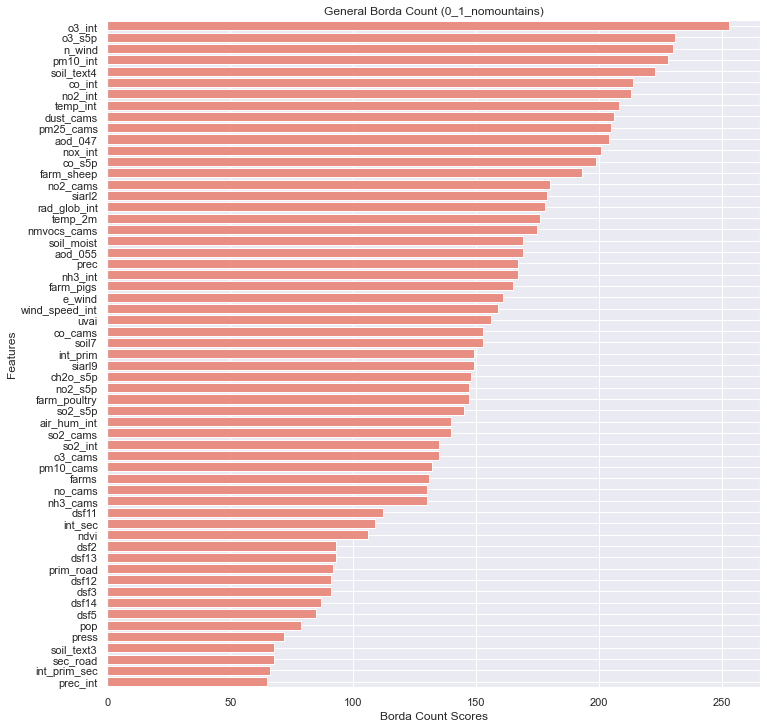 General Borda Count (0_1_nomountains)
Features
o3_int
o3_s5p
n_wind
pm10_int
soil_text4
co_int
no2_int
temp_int
dust_cams
pm25_cams
aod_047
nox_int
co_s5p
farm_sheep
no2_cams
siarl2
rad_glob_int
temp_2m
nmvocs_cams
soil_moist
aod_055
prec
nh3_int
farm_pigs
e_wind
wind_speed_int
uvai
co_cams
soil7
int_prim
siarl9
ch2o_s5p
no2_s5p
farm_poultry
so2_s5p
air_hum_int
so2_cams
so2_int
o3_cams
pm10_cams
farms
no_cams
nh3_cams
dsf11
int_sec
ndvi
dsf2
dsf13
prim_road
dsf12
dsf3
dsf14
dsf5
pop
press
soil_text3
sec_road
int_prim_sec
prec_int
0 50 100 150 200 250
Borda Count Scores